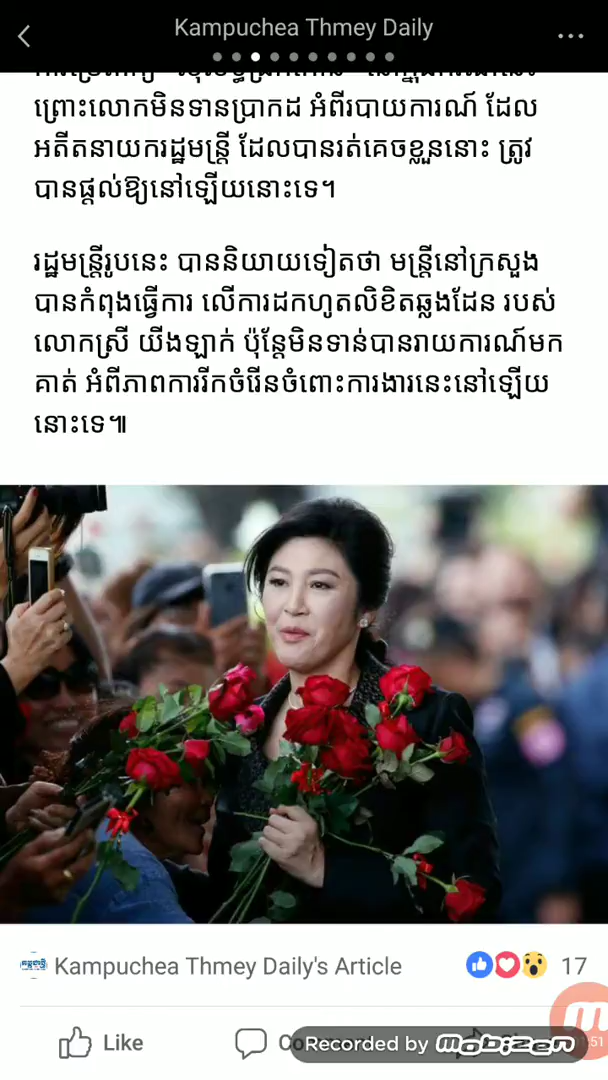 Kampuchea Thmey Daily
ព្រោះលោកមិនទានប្រាកដ អំពីរបាយការណ៍ ដែល
អតីតនាយករដ្ឋមន្ត្រី ដែលបានរត់គេចខ្លួននោះ ត្រូវ
បានផ្តល់ឱ្យនៅឡើយនោះទេ។
រដ្ឋមន្ត្រីរូបនេះ បាននិយាយទៀតថា មន្ត្រីនៅក្រសួង
បានកំពុងធ្វើការ លើការដកហូតលិខិតឆ្លងដែន របស់
លោកស្រី យីងឡាក់ ប៉ុន្តែមិនទាន់បានរាយការណ៍មក
គាត់ អំពីភាពការរីកចំរើនចំពោះការងារនេះនៅឡើយ
នោះទេ៕
Kampuchea Thmey Daily's Article
17
Like
Recorded by mobizen